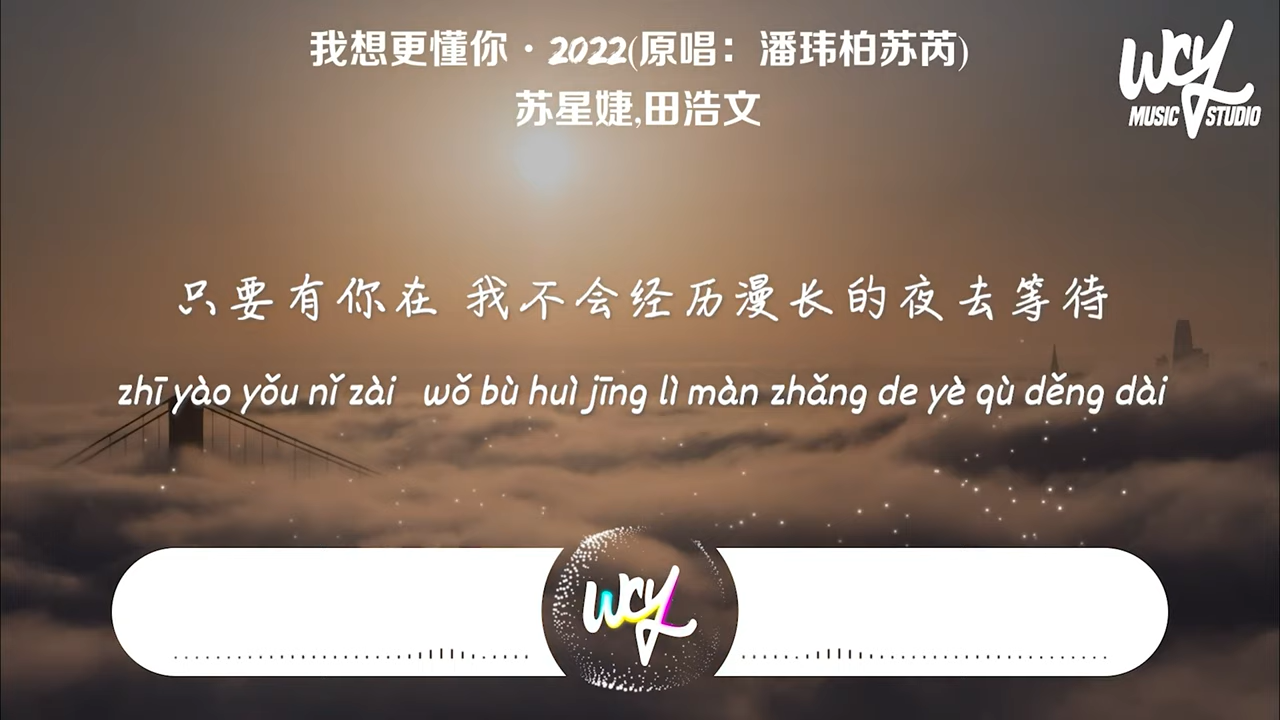 我想更懂你·2022(原唱：潘玮柏苏芮)
苏星婕,田浩文
WCY
MUSIC STUDIO
只要有你在 我不会经历漫长的夜去等待
zhī yào yǒu nǐ zài wǒ bù huì jīng lì màn zhǎng de yè qù děng dài
WCY